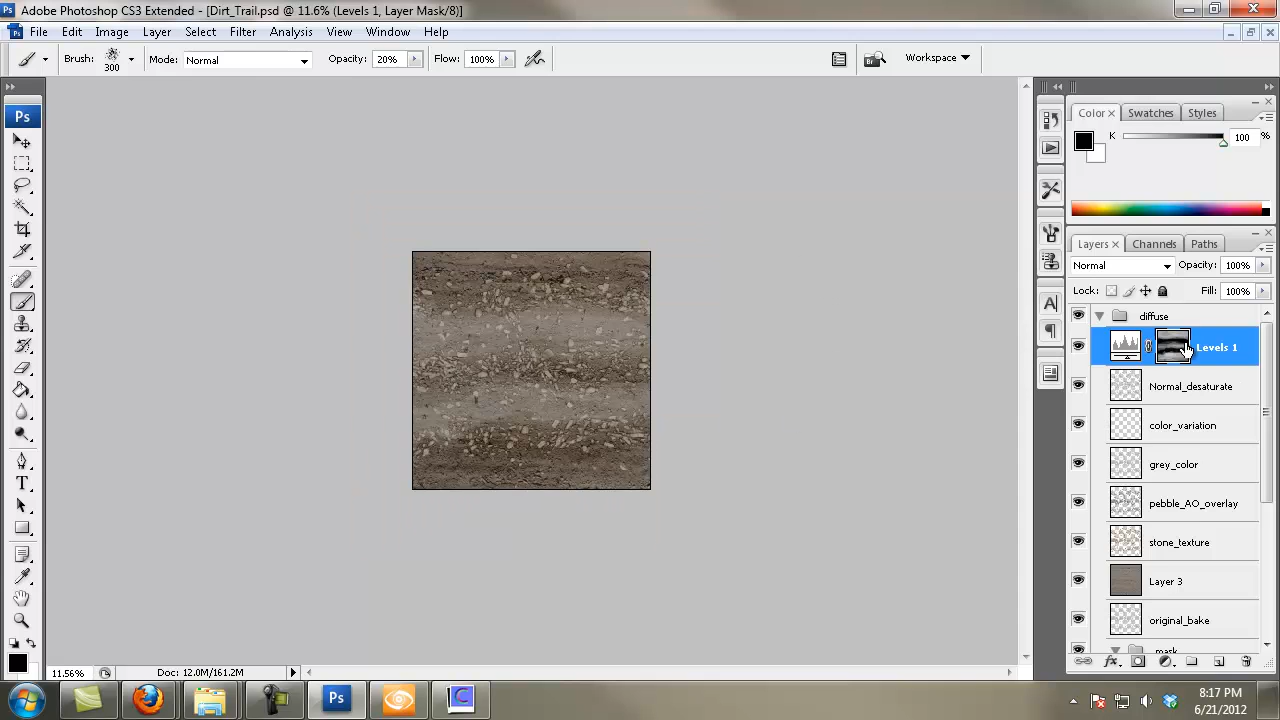 Adobe Photoshop CS3 Extended - [Dirt_Trail.psd @ 11.6% (Levels 1, Layer Mask/8)]
File Edit Image Layer Select Filter Analysis View Window Help
Brush: 300 Mode: Normal Opacity: 20% Flow: 100% Workspace
Ps
Color Swatches Styles
K 100 %
Layers Channels Paths
Normal Opacity: 100%
Lock: Fill: 100%
diffuse
Levels 1
Normal_desaturate
color_variation
grey_color
pebble_AO_overlay
stone_texture
Layer 3
original_bake
mask
11.56% Doc: 12.0M/161.2M
Ps
8:17 PM
6/21/2012